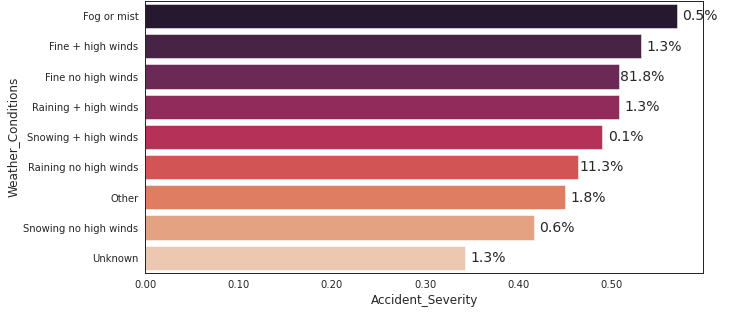 Fog or mist 0.5%
Fine + high winds 1.3%
Fine no high winds 81.8%
Raining + high winds 1.3%
Snowing + high winds 0.1%
Raining no high winds 11.3%
Other 1.8%
Snowing no high winds 0.6%
Unknown 1.3%
Weather_Conditions
0.00 0.10 0.20 0.30 0.40 0.50
Accident_Severity